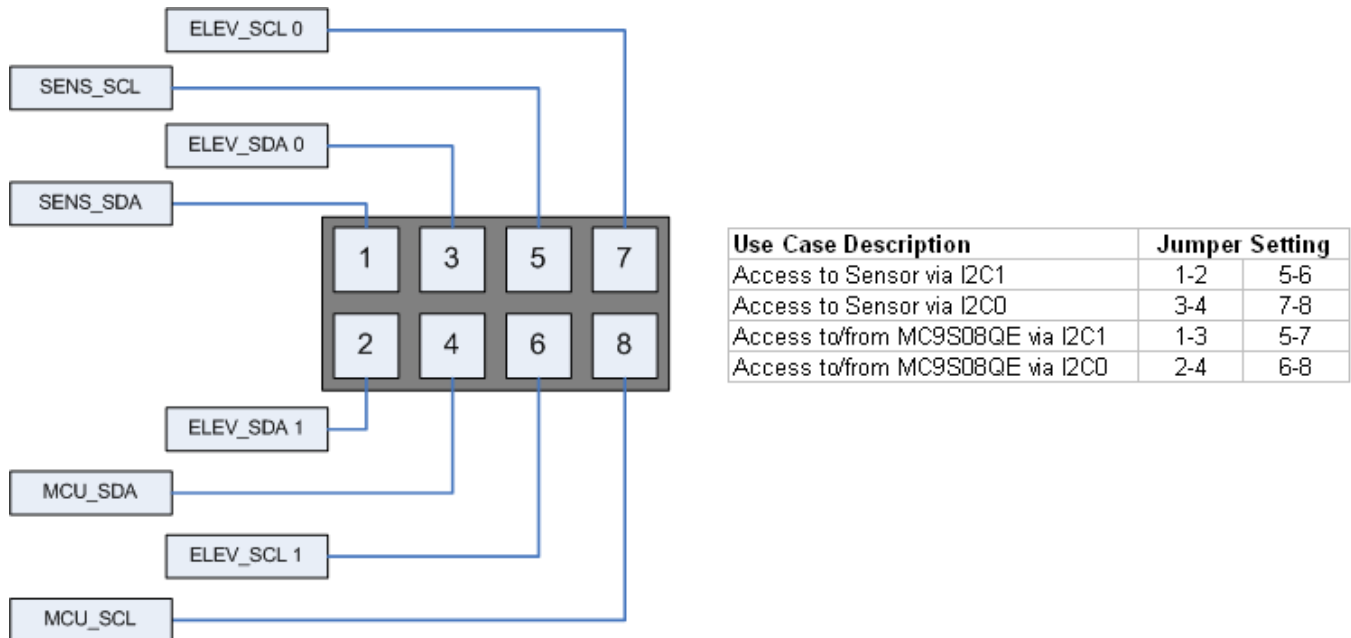 ELEV_SCL 0
SENS_SCL
ELEV_SDA 0
SENS_SDA
1 3 5 7
2 4 6 8
ELEV_SDA 1
MCU_SDA
ELEV_SCL 1
MCU_SCL
Use Case Description Jumper Setting
Access to Sensor via I2C1 1-2 5-6
Access to Sensor via I2C0 3-4 7-8
Access to/from MC9S08QE via I2C1 1-3 5-7
Access to/from MC9S08QE via I2C0 2-4 6-8